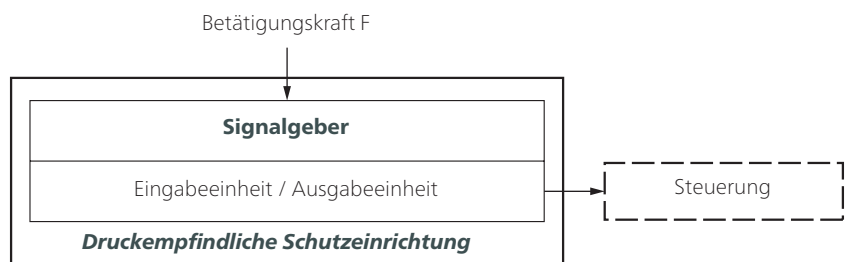 Betätigungskraft F
Signalgeber
Eingabeeinheit / Ausgabeeinheit
Steuerung
Druckempfindliche Schutzeinrichtung